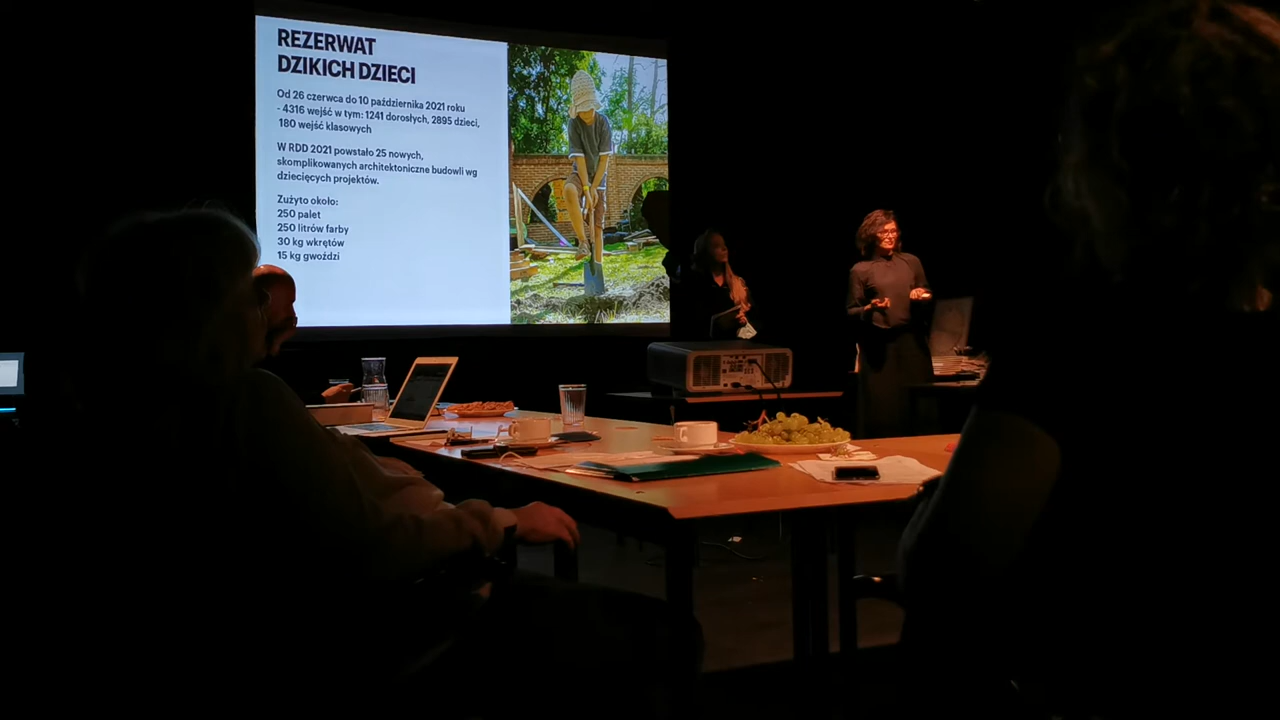 REZERWAT
DZIKICH DZIECI
Od 26 czerwca do 10 października 2021 roku
- 4316 wejść w tym: 1241 dorosłych, 2895 dzieci,
180 wejść klasowych
W RDD 2021 powstało 25 nowych,
skomplikowanych architektoniczne budowli wg
dziecięcych projektów.
Zużyto około:
250 palet
250 litrów farby
30 kg wkrętów
15 kg gwoździ